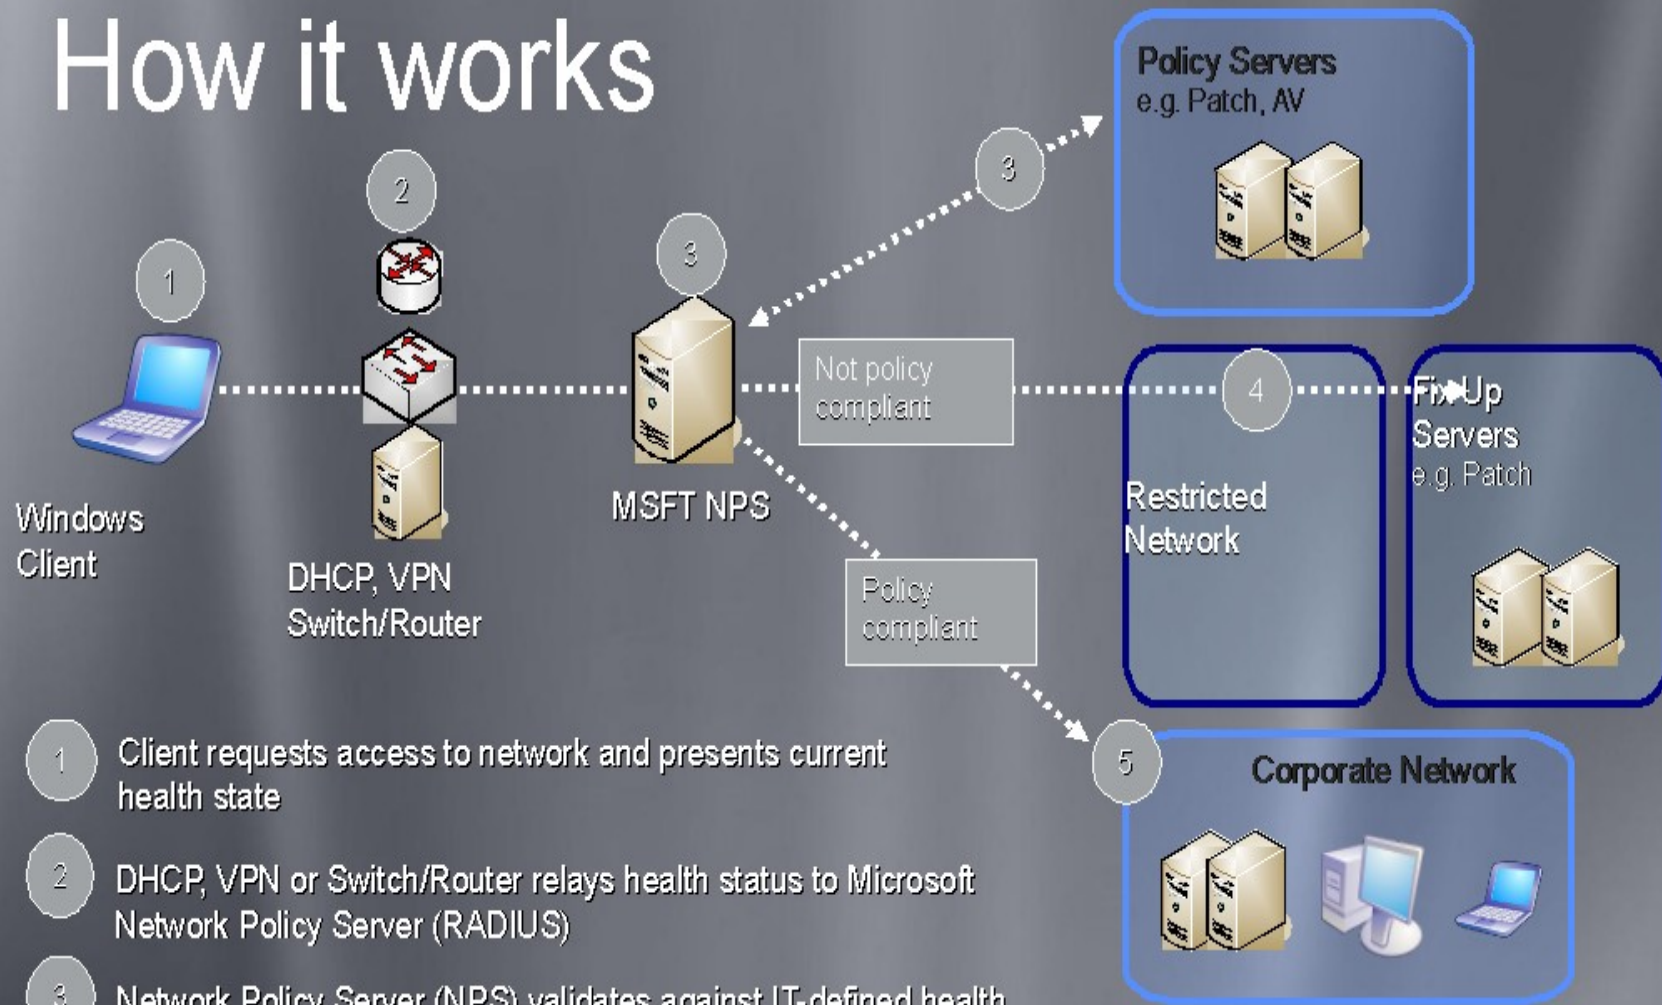 How it works
Policy Servers
e.g. Patch, AV
3
2
3
1
Not policy
compliant
4
Fix Up
Servers
e.g. Patch
Restricted
Network
MSFT NPS
Windows
Client
DHCP, VPN
Switch/Router
Policy
compliant
5
Corporate Network
1
Client requests access to network and presents current
health state
2
DHCP, VPN or Switch/Router relays health status to Microsoft
Network Policy Server (RADIUS)
3
Network Policy Server (NPS) validates against IT-defined health